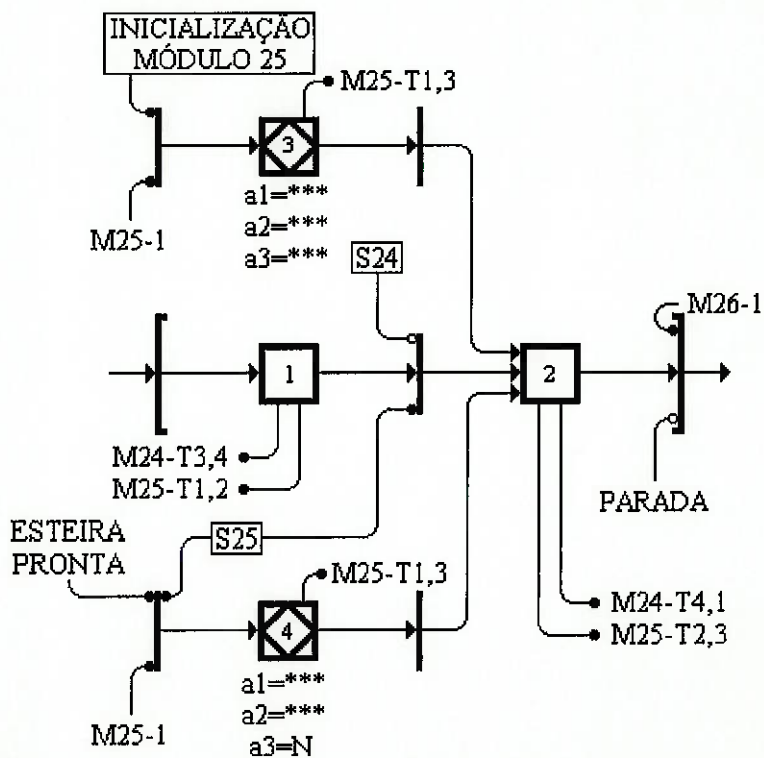 INICIALIZAÇÃO
MÓDULO 25
M25-T1,3
3
a1=***
a2=***
a3=***
M25-1
S24
M26-1
1
2
M24-T3,4
M25-T1,2
PARADA
ESTEIRA
PRONTA
S25
M25-T1,3
4
M24-T4,1
M25-T2,3
a1=***
a2=***
a3=N
M25-1